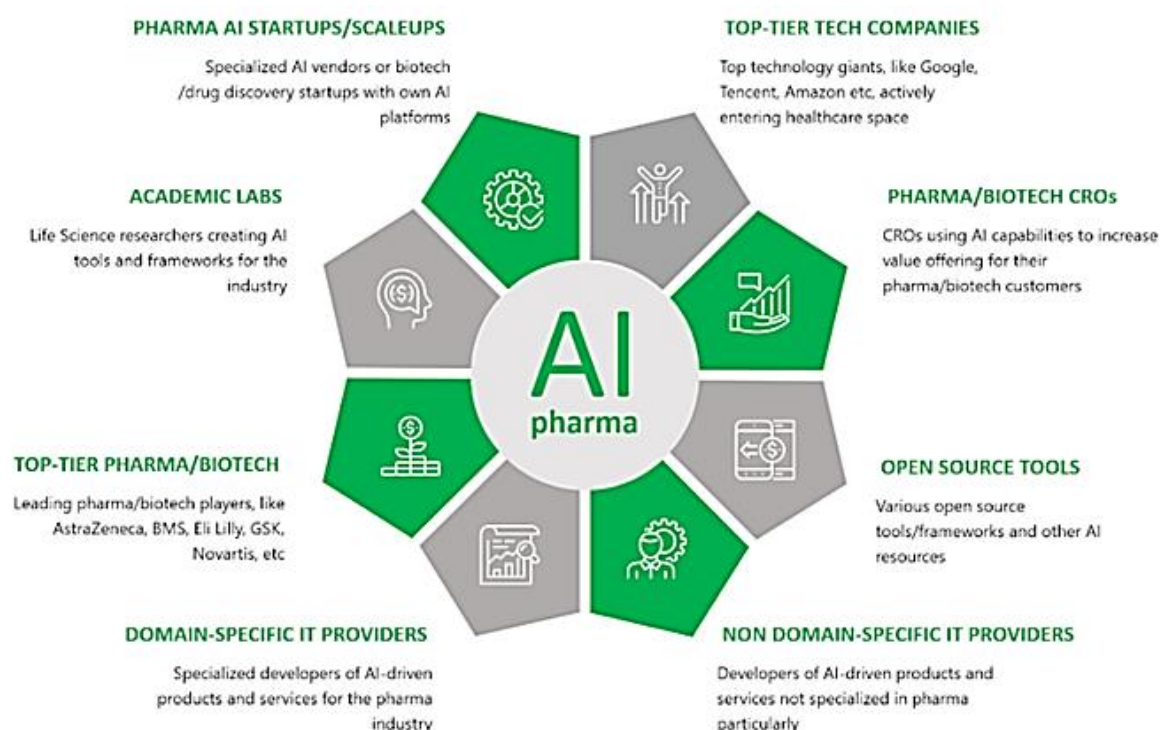 PHARMA AI STARTUPS/SCALEUPS
Specialized AI vendors or biotech
/drug discovery startups with own AI
platforms
TOP-TIER TECH COMPANIES
Top technology giants, like Google,
Tencent, Amazon etc, actively
entering healthcare space
ACADEMIC LABS
Life Science researchers creating AI
tools and frameworks for the
industry
PHARMA/BIOTECH CROs
CROs using AI capabilities to increase
value offering for their
pharma/biotech customers
AI
pharma
TOP-TIER PHARMA/BIOTECH
Leading pharma/biotech players, like
AstraZeneca, BMS, Eli Lilly, GSK,
Novartis, etc
OPEN SOURCE TOOLS
Various open source
tools/frameworks and other AI
resources
DOMAIN-SPECIFIC IT PROVIDERS
Specialized developers of AI-driven
products and services for the pharma
industry
NON DOMAIN-SPECIFIC IT PROVIDERS
Developers of AI-driven products and
services not specialized in pharma
particularly